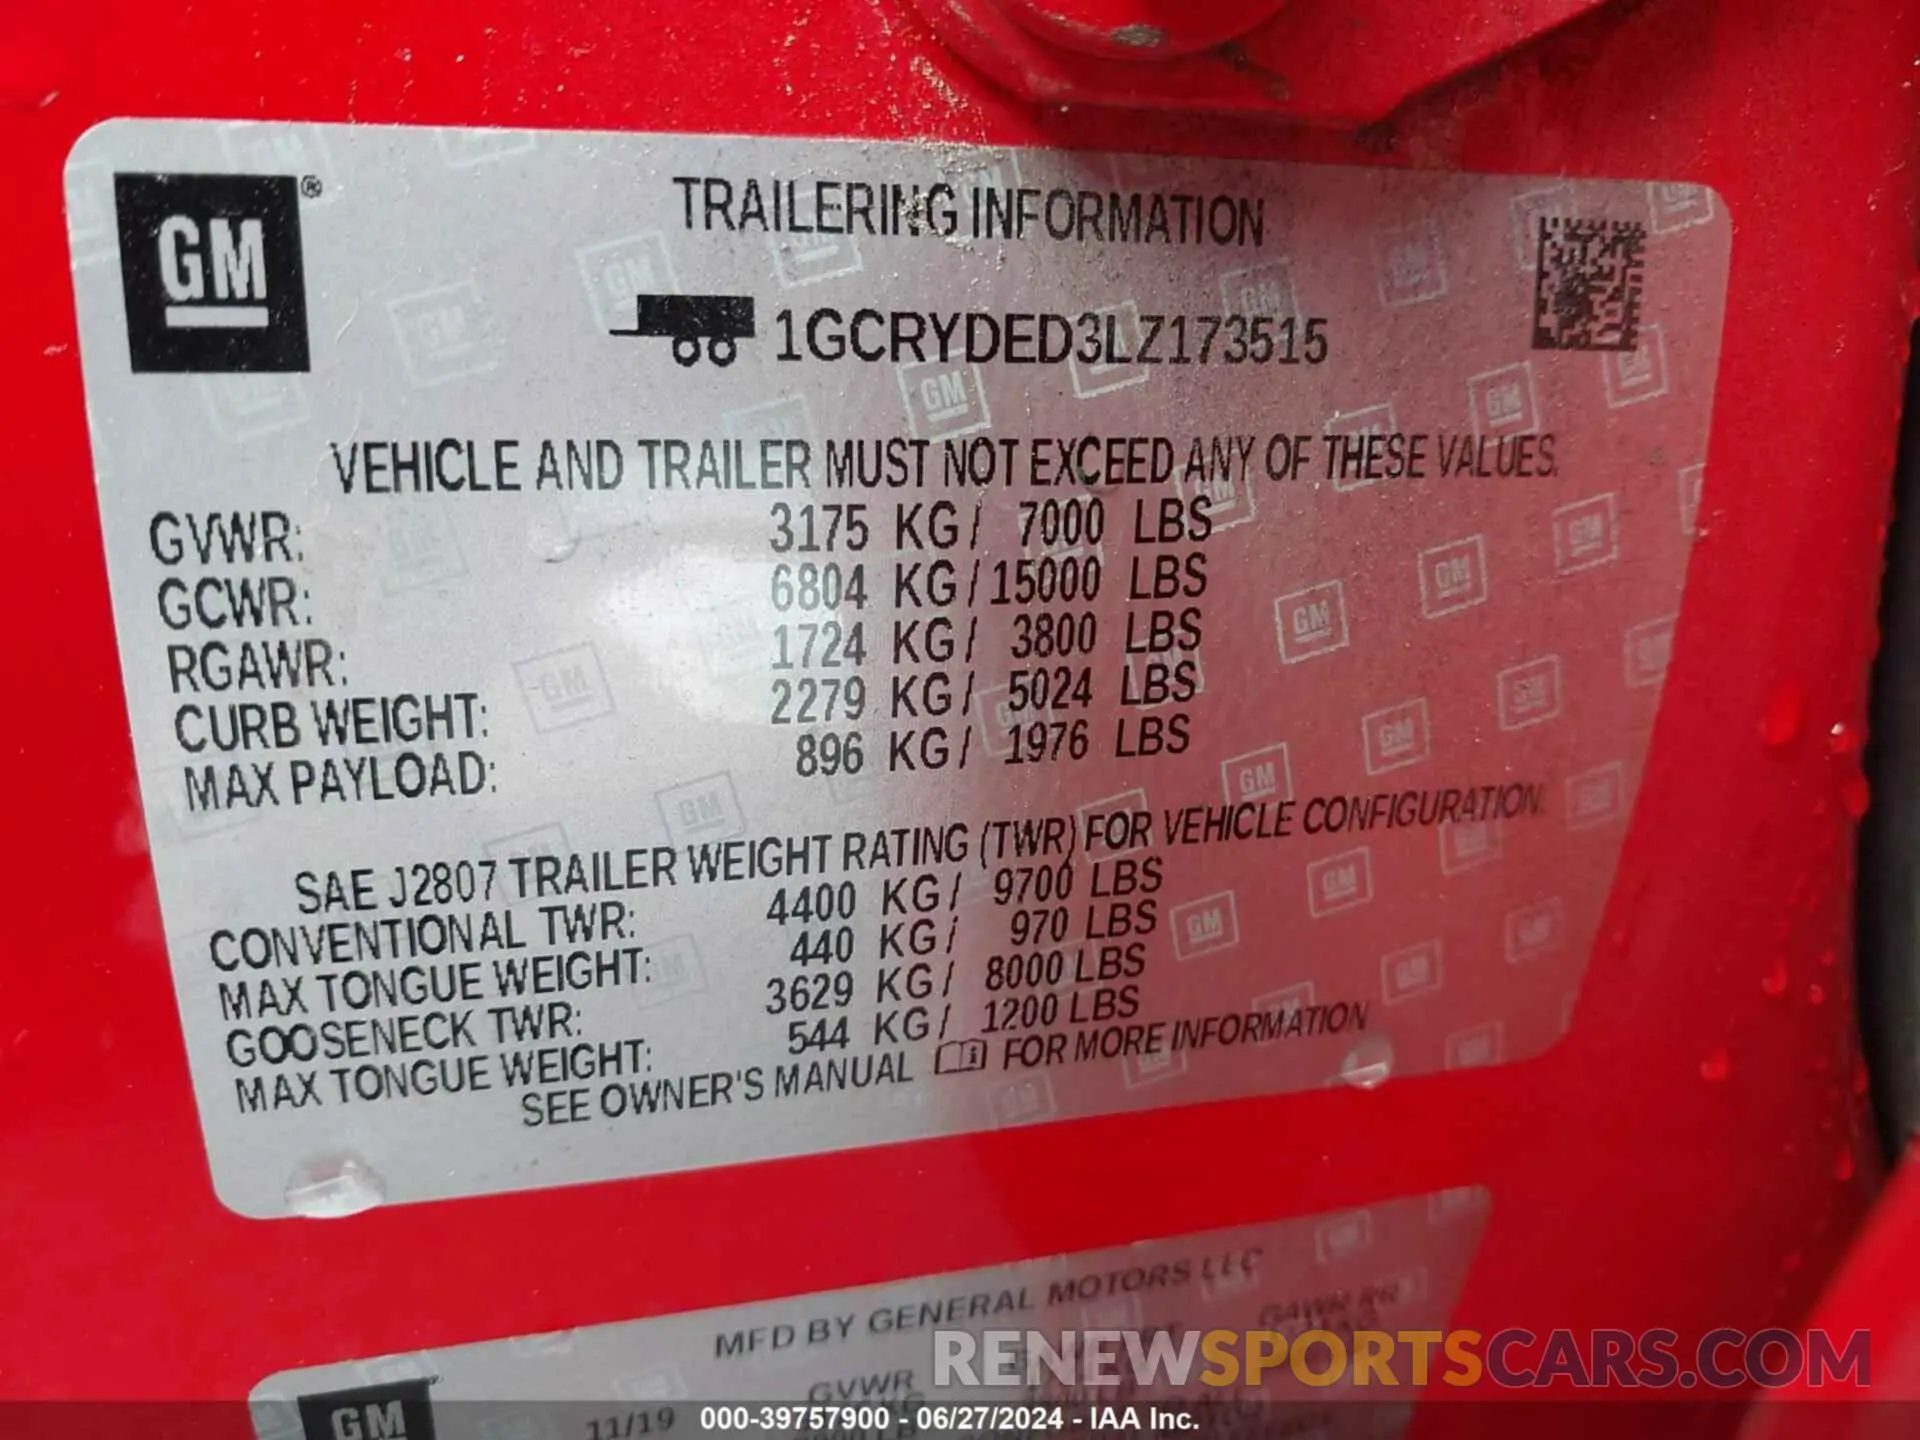 GM ®
TRAILERING INFORMATION
1GCRYDED3LZ173515
VEHICLE AND TRAILER MUST NOT EXCEED ANY OF THESE VALUES.
GVWR: 3175 KG / 7000 LBS
GCWR: 6804 KG / 15000 LBS
RGAWR: 1724 KG / 3800 LBS
CURB WEIGHT: 2279 KG / 5024 LBS
MAX PAYLOAD: 896 KG / 1976 LBS
SAE J2807 TRAILER WEIGHT RATING (TWR) FOR VEHICLE CONFIGURATION.
CONVENTIONAL TWR: 4400 KG / 9700 LBS
MAX TONGUE WEIGHT: 440 KG / 970 LBS
GOOSENECK TWR: 3629 KG / 8000 LBS
MAX TONGUE WEIGHT: 544 KG / 1200 LBS
SEE OWNER'S MANUAL FOR MORE INFORMATION
MFD BY GENERAL MOTORS LLC
GVWR GAWR RR
RENEWSPORTSCARS.COM
GM 11/19
000-39757900 - 06/27/2024 - IAA Inc.